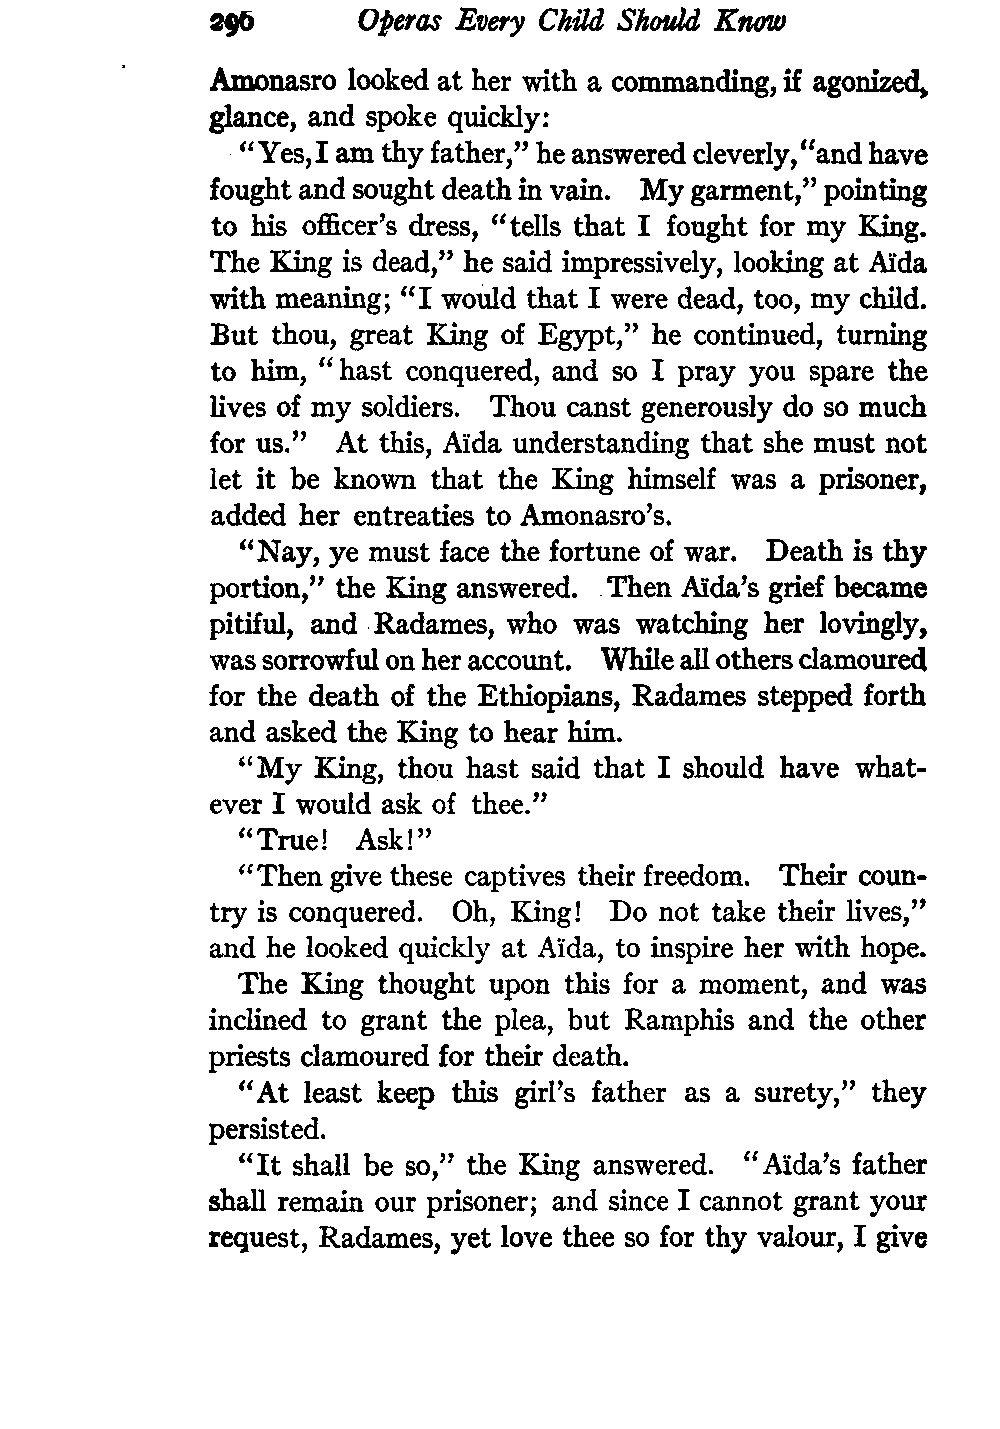 296 Operas Every Child Should Know
Amonasro looked at her with a commanding, if agonized,
glance, and spoke quickly:
"Yes, I am thy father," he answered cleverly, "and have
fought and sought death in vain. My garment," pointing
to his officer's dress, "tells that I fought for my King.
The King is dead," he said impressively, looking at Aïda
with meaning; "I would that I were dead, too, my child.
But thou, great King of Egypt," he continued, turning
to him, "hast conquered, and so I pray you spare the
lives of my soldiers. Thou canst generously do so much
for us." At this, Aïda understanding that she must not
let it be known that the King himself was a prisoner,
added her entreaties to Amonasro's.
"Nay, ye must face the fortune of war. Death is thy
portion," the King answered. Then Aïda's grief became
pitiful, and Radames, who was watching her lovingly,
was sorrowful on her account. While all others clamoured
for the death of the Ethiopians, Radames stepped forth
and asked the King to hear him.
"My King, thou hast said that I should have what-
ever I would ask of thee."
"True! Ask!"
"Then give these captives their freedom. Their coun-
try is conquered. Oh, King! Do not take their lives,"
and he looked quickly at Aïda, to inspire her with hope.
The King thought upon this for a moment, and was
inclined to grant the plea, but Ramphis and the other
priests clamoured for their death.
"At least keep this girl's father as a surety," they
persisted.
"It shall be so," the King answered. "Aïda's father
shall remain our prisoner; and since I cannot grant your
request, Radames, yet love thee so for thy valour, I give